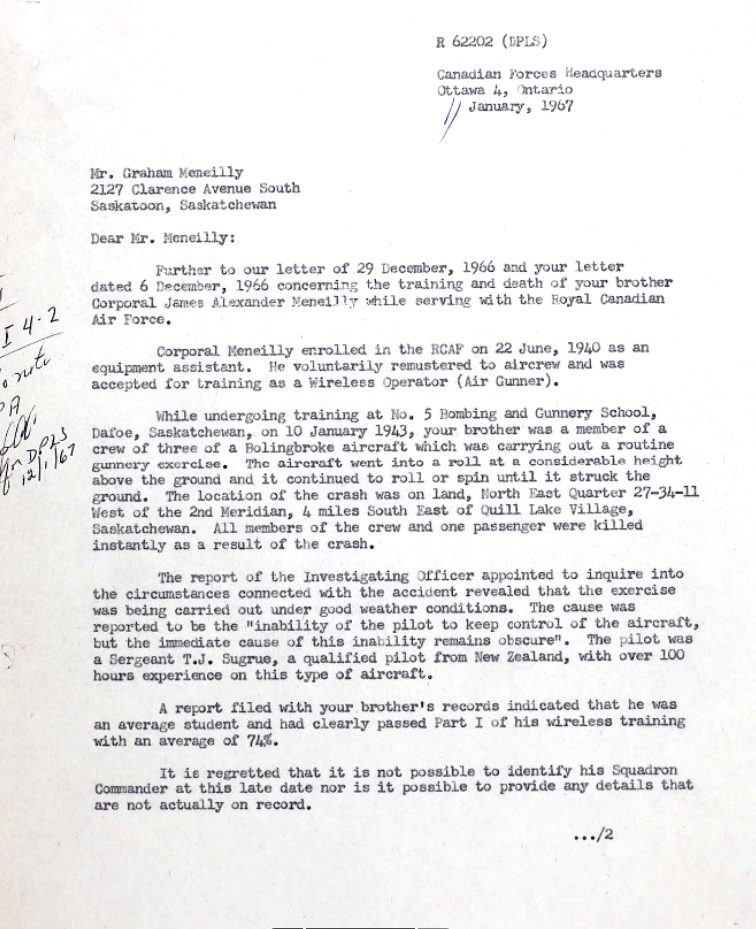 R 62202 (DPLS)
Canadian Forces Headquarters
Ottawa 4, Ontario
11 January, 1967
Mr. Graham Meneilly
2127 Clarence Avenue South
Saskatoon, Saskatchewan
Dear Mr. Mcneilly:
Further to our letter of 29 December, 1966 and your letter
dated 6 December, 1966 concerning the training and death of your brother
Corporal James Alexander Meneilly while serving with the Royal Canadian
Air Force.
I 4-2
Corporal Meneilly enrolled in the RCAF on 22 June, 1940 as an
equipment assistant. He voluntarily remustered to aircrew and was
accepted for training as a Wireless Operator (Air Gunner).
PA
DPLS
12/1/67
While undergoing training at No. 5 Bombing and Gunnery School,
Dafoe, Saskatchewan, on 10 January 1943, your brother was a member of a
crew of three of a Bolingbroke aircraft which was carrying out a routine
gunnery exercise. The aircraft went into a roll at a considerable height
above the ground and it continued to roll or spin until it struck the
ground. The location of the crash was on land, North East Quarter 27-34-11
West of the 2nd Meridian, 4 miles South East of Quill Lake Village,
Saskatchewan. All members of the crew and one passenger were killed
instantly as a result of the crash.
The report of the Investigating Officer appointed to inquire into
the circumstances connected with the accident revealed that the exercise
was being carried out under good weather conditions. The cause was
reported to be the "inability of the pilot to keep control of the aircraft,
but the immediate cause of this inability remains obscure". The pilot was
a Sergeant T.J. Sugrue, a qualified pilot from New Zealand, with over 100
hours experience on this type of aircraft.
A report filed with your brother's records indicated that he was
an average student and had clearly passed Part I of his wireless training
with an average of 74%.
It is regretted that it is not possible to identify his Squadron
Commander at this late date nor is it possible to provide any details that
are not actually on record.
.../2